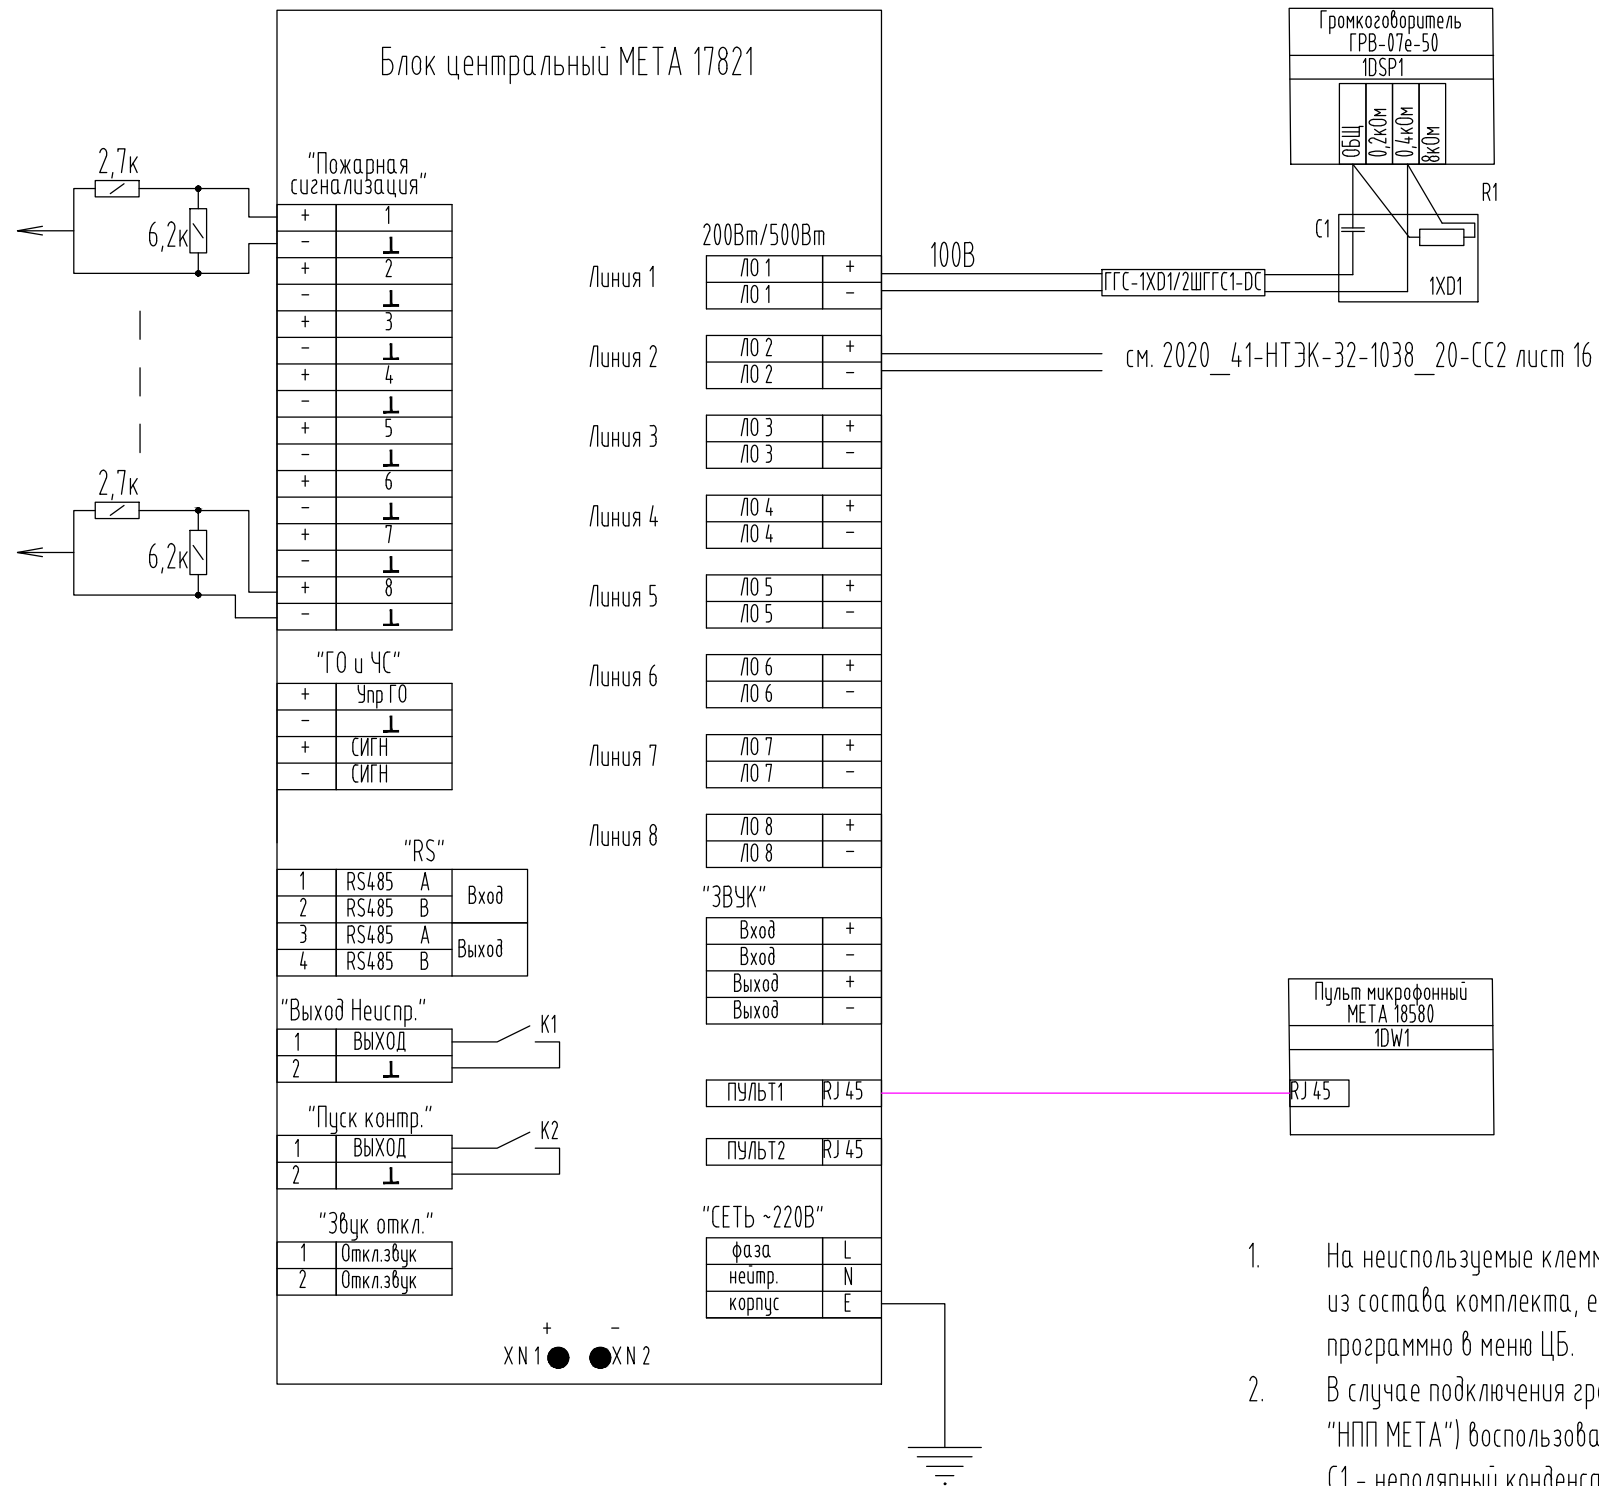 Блок центральный МЕТА 17821
2,7к
6,2к
2,7к
6,2к
"Пожарная
сигнализация"
+ 1
- ⊥
+ 2
- ⊥
+ 3
- ⊥
+ 4
- ⊥
+ 5
- ⊥
+ 6
- ⊥
+ 7
- ⊥
+ 8
- ⊥
"ГО и ЧС"
+ Упр ГО
- ⊥
+ СИГН
- СИГН
"RS"
1 RS485 A
2 RS485 B
Вход
3 RS485 A
4 RS485 B
Выход
"Выход Неиспр."
1 ВЫХОД
2 ⊥
К1
"Пуск контр."
1 ВЫХОД
2 ⊥
К2
"Звук откл."
1 Откл.звук
2 Откл.звук
+ -
XN1 XN2
200Вт/500Вт
Линия 1
ЛО 1 +
ЛО 1 -
Линия 2
ЛО 2 +
ЛО 2 -
Линия 3
ЛО 3 +
ЛО 3 -
Линия 4
ЛО 4 +
ЛО 4 -
Линия 5
ЛО 5 +
ЛО 5 -
Линия 6
ЛО 6 +
ЛО 6 -
Линия 7
ЛО 7 +
ЛО 7 -
Линия 8
ЛО 8 +
ЛО 8 -
"ЗВУК"
Вход +
Вход -
Выход +
Выход -
ПУЛЬТ1 RJ 45
ПУЛЬТ2 RJ 45
"СЕТЬ ~220В"
фаза L
нейтр. N
корпус E
100В
ГГС-1XD1/2ШГГС1-DC
см. 2020_41-НТЭК-32-1038_20-СС2 лист 16
Громкоговоритель
ГРВ-07е-50
1DSP1
ОБЩ
0,2кОм
0,4кОм
8кОм
R1
C1
1XD1
Пульт микрофонный
МЕТА 18580
1DW1
RJ 45
1. На неиспользуемые
из состава комплекта,
программно в меню ЦБ.
2. В случае подключения
"НПП МЕТА")
С1 - неполярный